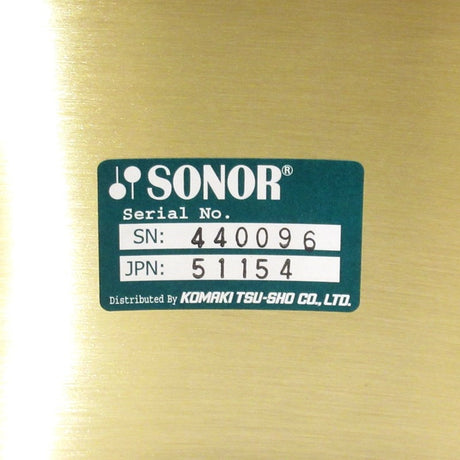 SONOR®
Serial No.
SN: 440096
JPN: 51154
Distributed By KOMAKI TSU-SHO CO., LTD.